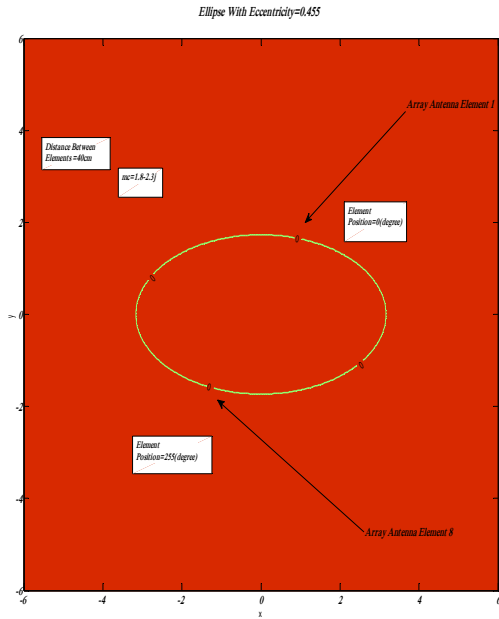 Ellipse With Eccentricity=0.455
6
Array Antenna Element 1
4
Distance Between
Elements =40cm
mc=1.8-2.3j
Element
Position=0(degree)
2
0
y
-2
Element
Position=255(degree)
-4
Array Antenna Element 8
-6
-6 -4 -2 0 2 4 6
x